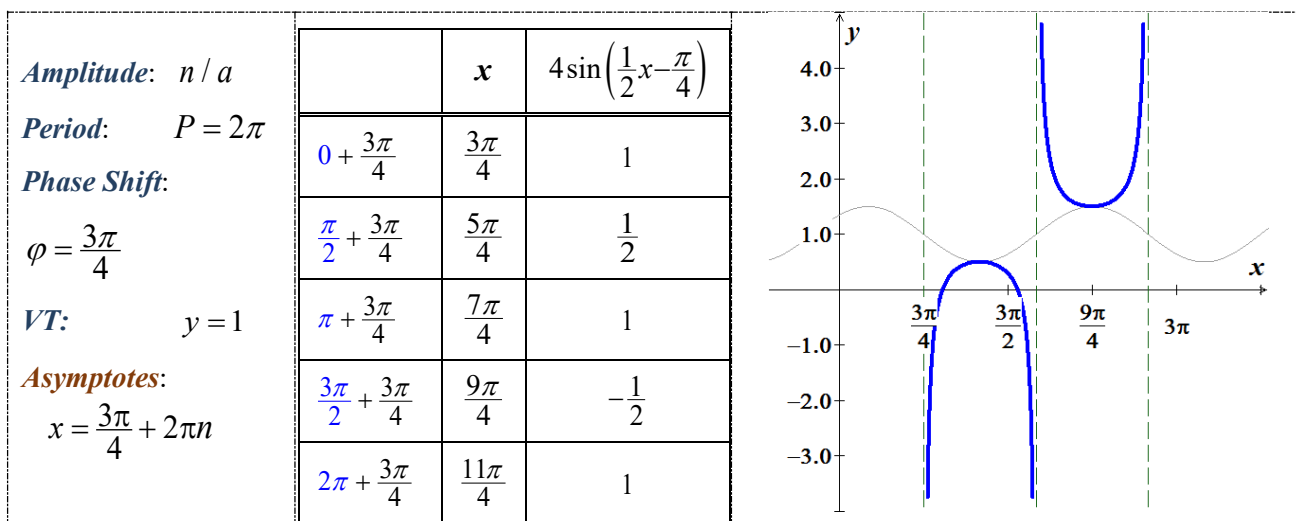 Amplitude: n / a
Period: P = 2π
Phase Shift:
φ = 3π/4
VT: y = 1
Asymptotes:
x = 3π/4 + 2πn
x 4 sin(1/2 x − π/4)
0 + 3π/4 3π/4 1
π/2 + 3π/4 5π/4 1/2
π + 3π/4 7π/4 1
3π/2 + 3π/4 9π/4 −1/2
2π + 3π/4 11π/4 1
y
4.0
3.0
2.0
1.0
x
3π/4 3π/2 9π/4 3π
−1.0
−2.0
−3.0